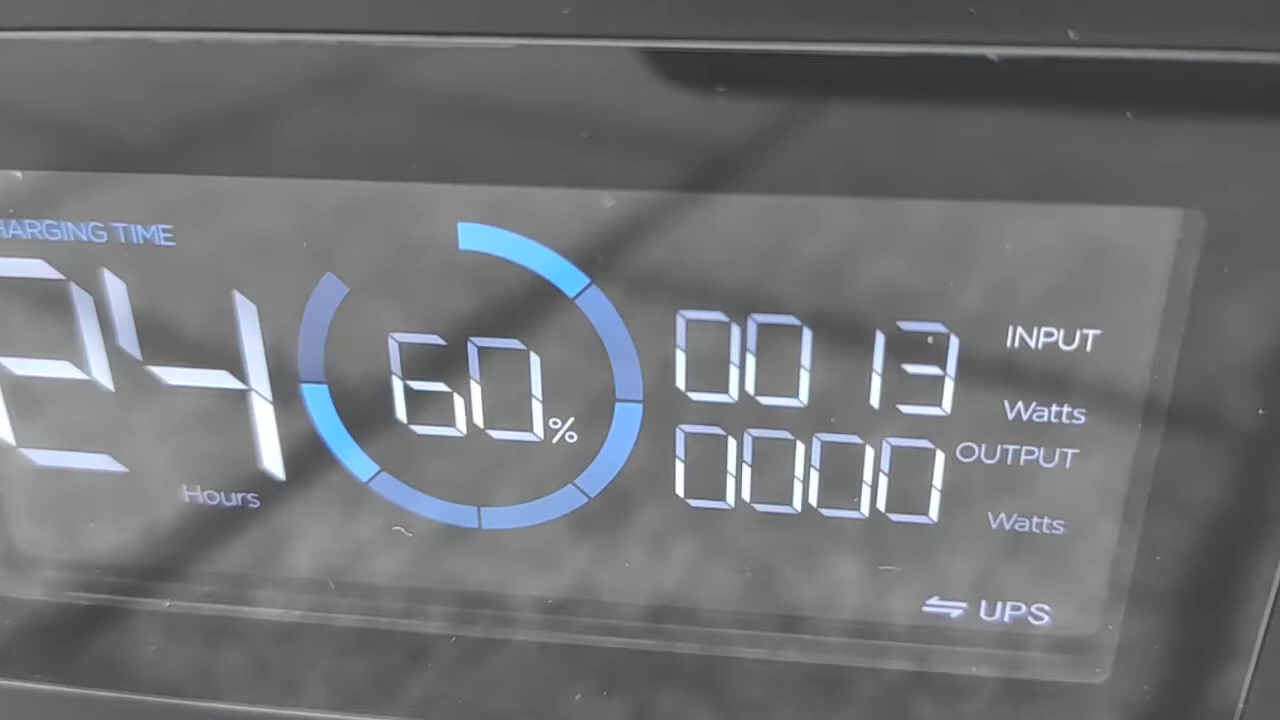 HARGING TIME
24
Hours
60%
0013 INPUT
Watts
0000 OUTPUT
Watts
⇋ UPS